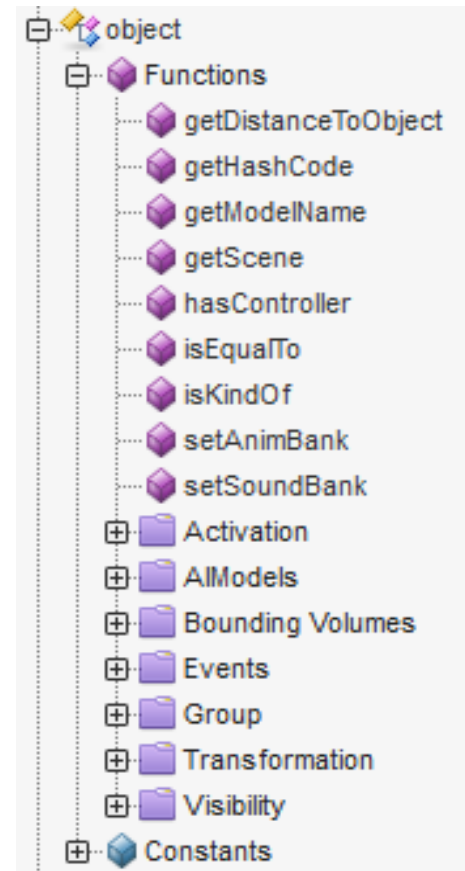 object
Functions
getDistanceToObject
getHashCode
getModelName
getScene
hasController
isEqualTo
isKindOf
setAnimBank
setSoundBank
Activation
AIModels
Bounding Volumes
Events
Group
Transformation
Visibility
Constants